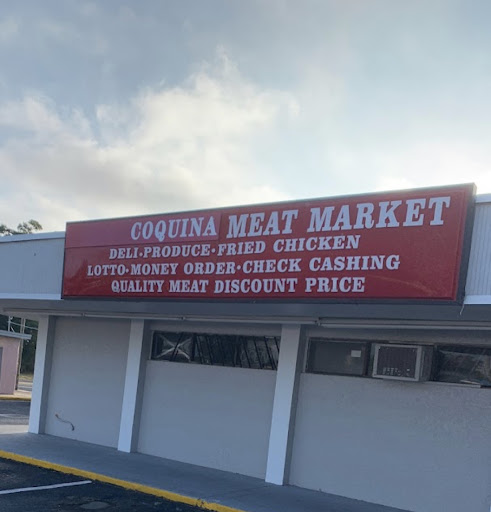 COQUINA MEAT MARKET
DELI·PRODUCE·FRIED CHICKEN
LOTTO·MONEY ORDER·CHECK CASHING
QUALITY MEAT DISCOUNT PRICE